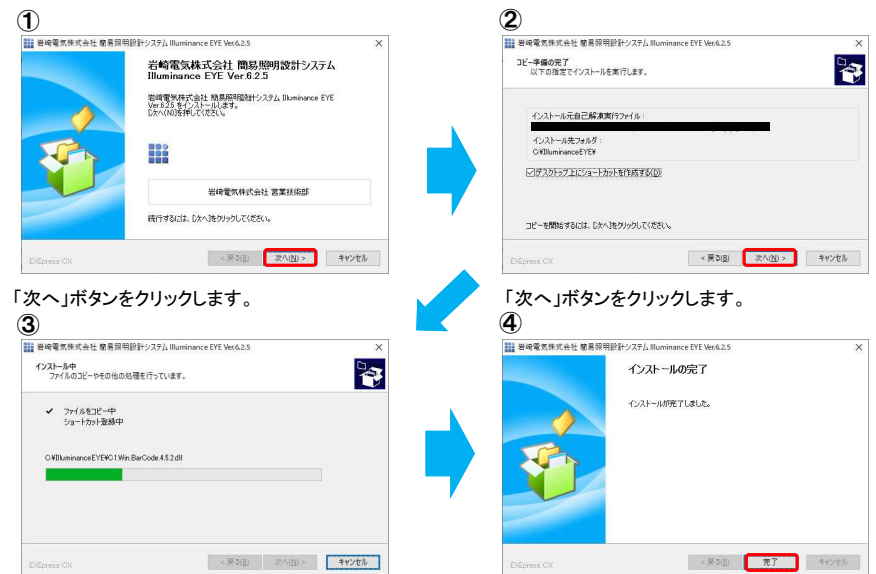 ①
岩崎電気株式会社 簡易照明設計システム Illuminance EYE Ver.6.2.5
岩崎電気株式会社 簡易照明設計システム
Illuminance EYE Ver.6.2.5
岩崎電気株式会社 簡易照明設計システム Illuminance EYE
Ver.6.2.5 をインストールします。
[次へ(N)]を押してください。
岩崎電気株式会社 営業技術部
続行するには、[次へ]をクリックしてください。
EXEpress CX
< 戻る(B)
次へ(N) >
キャンセル
「次へ」ボタンをクリックします。
②
岩崎電気株式会社 簡易照明設計システム Illuminance EYE Ver.6.2.5
コピー準備の完了
以下の指定でインストールを実行します。
インストール元自己解凍実行ファイル :
インストール先フォルダ :
C:¥IlluminanceEYE¥
デスクトップ上にショートカットを作成する(D)
コピーを開始するには、[次へ]をクリックしてください。
EXEpress CX
< 戻る(B)
次へ(N) >
キャンセル
「次へ」ボタンをクリックします。
③
岩崎電気株式会社 簡易照明設計システム Illuminance EYE Ver.6.2.5
インストール中
ファイルのコピーやその他の処理を行っています。
✓ ファイルをコピー中
ショートカット登録中
C:¥IlluminanceEYE¥C1.Win.BarCode.4.5.2.dll
EXEpress CX
< 戻る(B)
次へ(N) >
キャンセル
④
岩崎電気株式会社 簡易照明設計システム Illuminance EYE Ver.6.2.5
インストールの完了
インストールが完了しました。
EXEpress CX
< 戻る(B)
完了
キャンセル